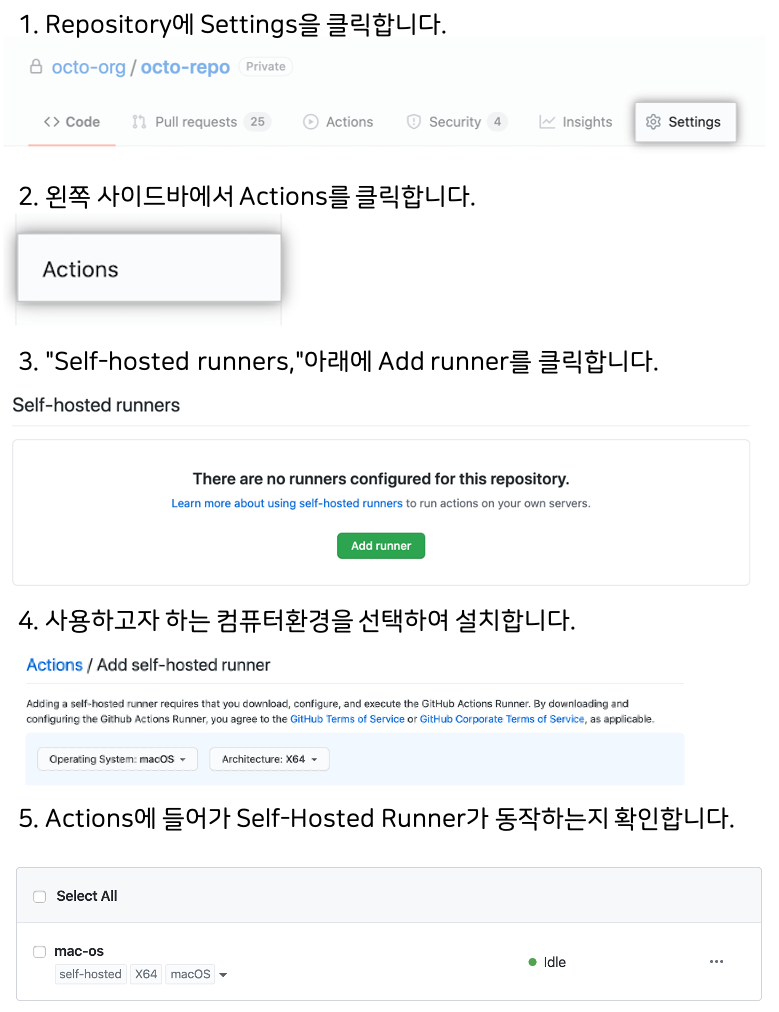 1. Repository에 Settings을 클릭합니다.
octo-org / octo-repo Private
<> Code Pull requests 25 Actions Security 4 Insights Settings
2. 왼쪽 사이드바에서 Actions를 클릭합니다.
Actions
3. "Self-hosted runners,"아래에 Add runner를 클릭합니다.
Self-hosted runners
There are no runners configured for this repository.
Learn more about using self-hosted runners to run actions on your own servers.
Add runner
4. 사용하고자 하는 컴퓨터환경을 선택하여 설치합니다.
Actions / Add self-hosted runner
Adding a self-hosted runner requires that you download, configure, and execute the GitHub Actions Runner. By downloading and
configuring the Github Actions Runner, you agree to the GitHub Terms of Service or GitHub Corporate Terms of Service, as applicable.
Operating System: macOS Architecture: X64
5. Actions에 들어가 Self-Hosted Runner가 동작하는지 확인합니다.
Select All
mac-os
self-hosted X64 macOS Idle ...